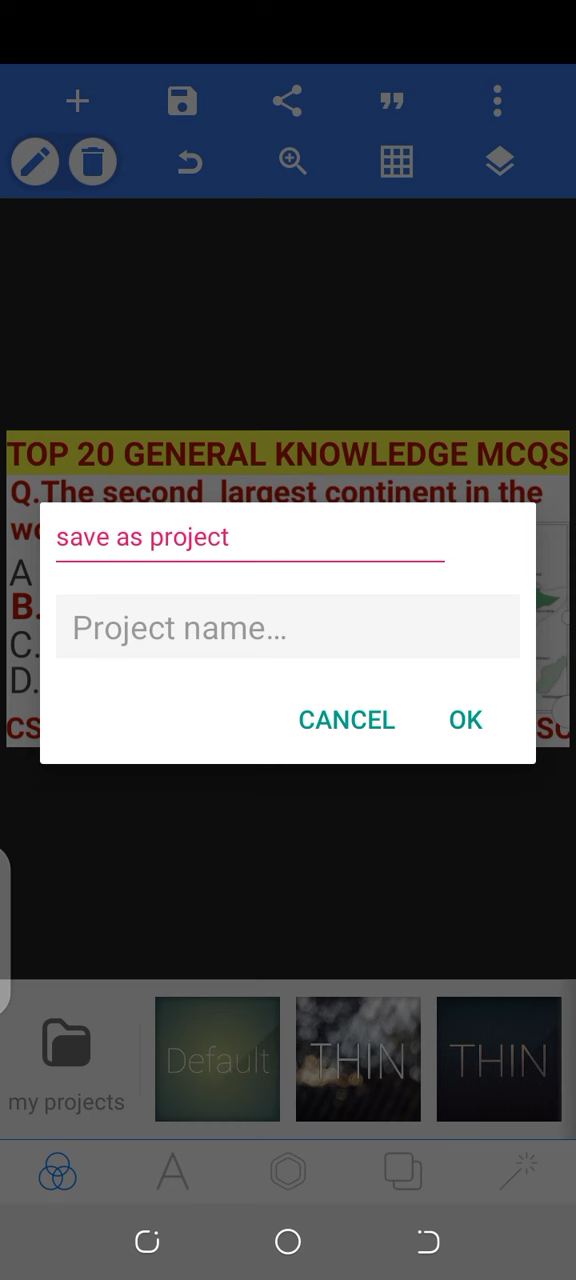 TOP 20 GENERAL KNOWLEDGE MCQS
Q.The second largest continent in the
save as project
A
B.
C.
D.
Project name...
CANCEL
OK
CS
my projects
Default
THIN
THIN